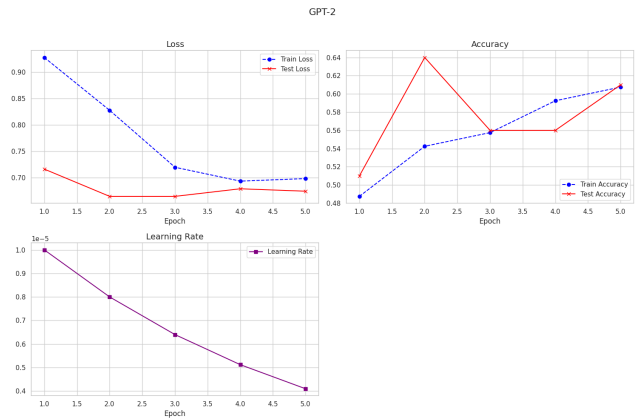 GPT-2
Loss
Train Loss
Test Loss
0.90
0.85
0.80
0.75
0.70
1.0 1.5 2.0 2.5 3.0 3.5 4.0 4.5 5.0
Epoch
Accuracy
0.64
0.62
0.60
0.58
0.56
0.54
0.52
0.50
0.48
Train Accuracy
Test Accuracy
1.0 1.5 2.0 2.5 3.0 3.5 4.0 4.5 5.0
Epoch
Learning Rate
1e-5
Learning Rate
1.0
0.9
0.8
0.7
0.6
0.5
0.4
1.0 1.5 2.0 2.5 3.0 3.5 4.0 4.5 5.0
Epoch